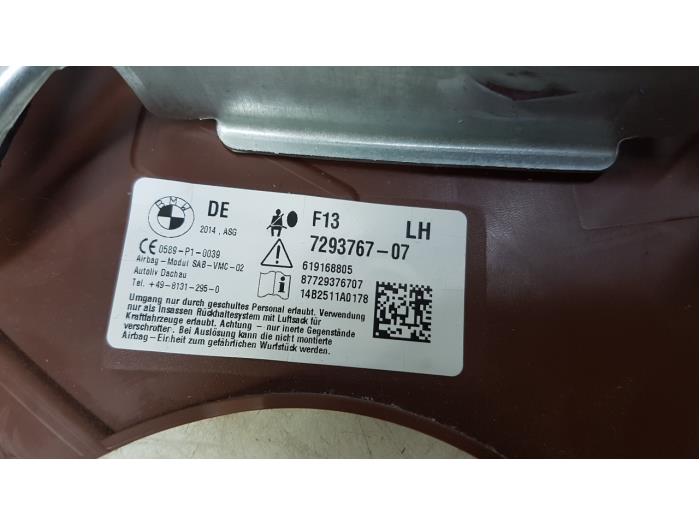 BMW
DE
F13
LH
2014, ASG
7293767-07
CE 0589-P1-0039
619168805
Airbag-Modul SAB-VMC-02
87729376707
Autoliv Dachau
14B2511A0178
Tel. +49-8131-295-0
Umgang nur durch geschultes Personal erlaubt. Verwendung
nur als Insassen Rückhaltesystem mit Luftsack für
Kraftfahrzeuge erlaubt. Achtung - nur inerte Gegenstände
verschrotten. Bei Auslösung kann die nicht montierte
Airbag-Einheit zum gefährlichen Wurfstück werden.